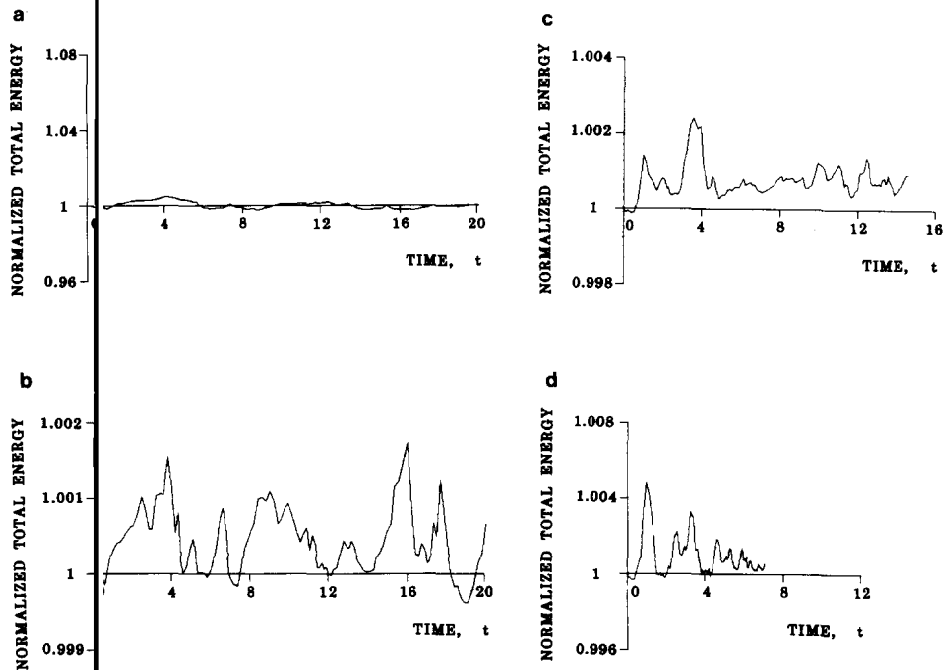 a
NORMALIZED TOTAL ENERGY
1.08
1.04
1
0.96
4 8 12 16 20
TIME, t
c
NORMALIZED TOTAL ENERGY
1.004
1.002
1
0.998
0 4 8 12 16
TIME, t
b
NORMALIZED TOTAL ENERGY
1.002
1.001
1
0.999
4 8 12 16 20
TIME, t
d
NORMALIZED TOTAL ENERGY
1.008
1.004
1
0.996
0 4 8 12
TIME, t